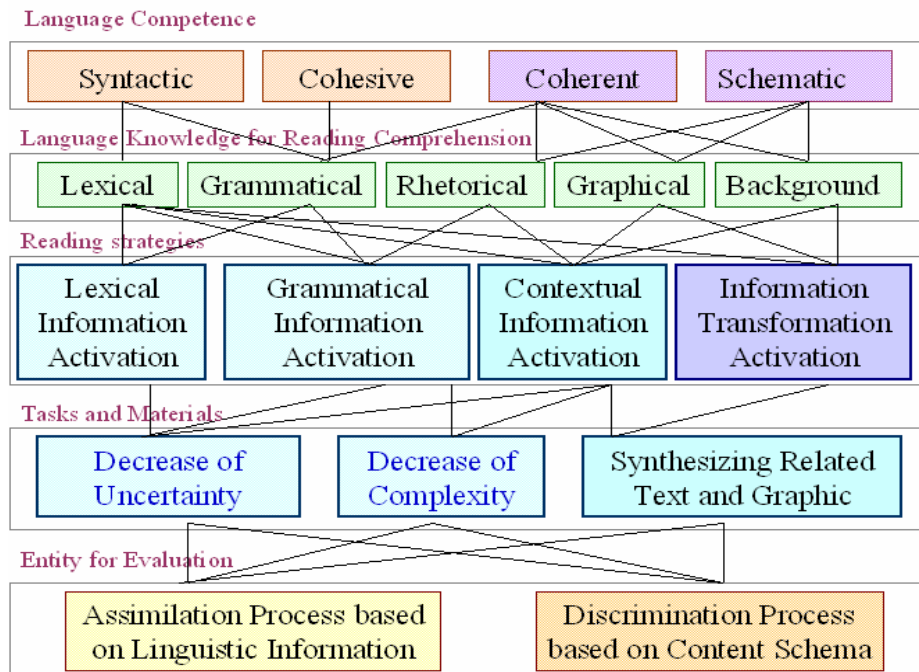 Language Competence
Syntactic
Cohesive
Coherent
Schematic
Language Knowledge for Reading Comprehension
Lexical
Grammatical
Rhetorical
Graphical
Background
Reading strategies
Lexical
Information
Activation
Grammatical
Information
Activation
Contextual
Information
Activation
Information
Transformation
Activation
Tasks and Materials
Decrease of
Uncertainty
Decrease of
Complexity
Synthesizing Related
Text and Graphic
Entity for Evaluation
Assimilation Process based
on Linguistic Information
Discrimination Process
based on Content Schema